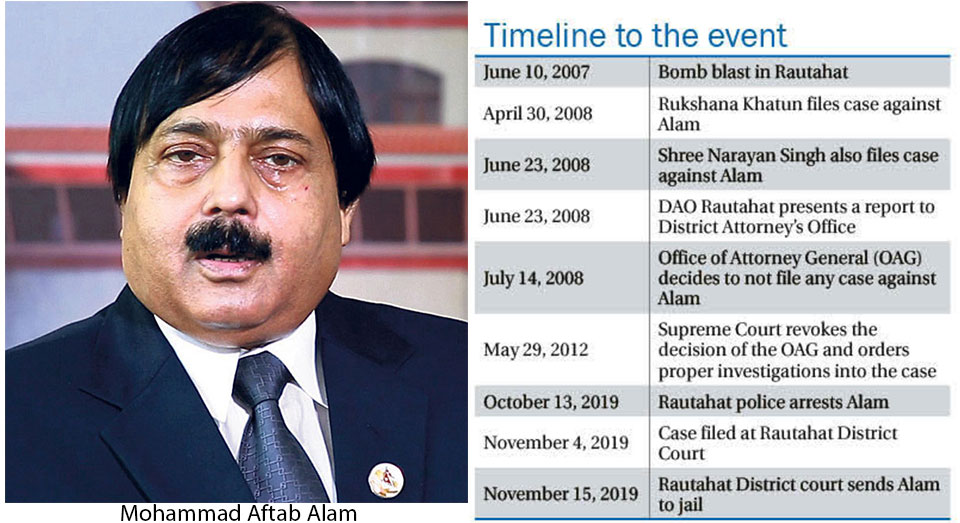 Timeline to the event
June 10, 2007 Bomb blast in Rautahat
April 30, 2008 Rukshana Khatun files case against
Alam
June 23, 2008 Shree Narayan Singh also files case
against Alam
June 23, 2008 DAO Rautahat presents a report to
District Attorney's Office
July 14, 2008 Office of Attorney General (OAG)
decides to not file any case against
Alam
May 29, 2012 Supreme Court revokes the
decision of the OAG and orders
proper investigations into the case
October 13, 2019 Rautahat police arrests Alam
November 4, 2019 Case filed at Rautahat District
Court
November 15, 2019 Rautahat District court sends Alam
to jail
Mohammad Aftab Alam